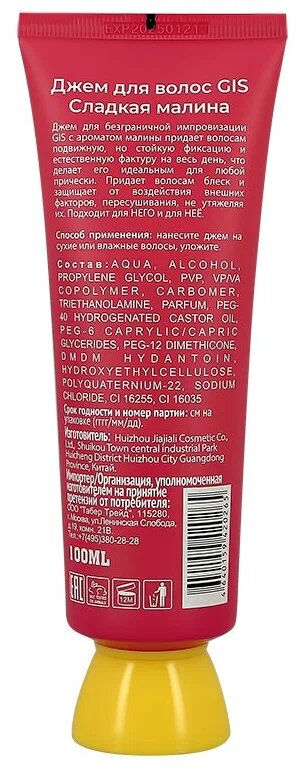 EXP20250121
Джем для волос GIS
Сладкая малина
Джем для безграничной импровизации
GIS с ароматом малины придает волосам
подвижную, но стойкую фиксацию и
естественную фактуру на весь день, что
делает его идеальным для любой
прически. Придает волосам блеск и
защищает от воздействия внешних
факторов, пересушивания, не утяжеляя
их. Подходит для НЕГО и для НЕЁ.
Способ применения: нанесите джем на
сухие или влажные волосы, уложите.
Состав: AQUA, ALCOHOL,
PROPYLENE GLYCOL, PVP, VP/VA
COPOLYMER, CARBOMER,
TRIETHANOLAMINE, PARFUM, PEG-
40 HYDROGENATED CASTOR OIL,
PEG-6 CAPRYLIC/CAPRIC
GLYCERIDES, PEG-12 DIMETHICONE,
DMDM HYDANTOIN,
HYDROXYETHYLCELLULOSE,
POLYQUATERNIUM-22, SODIUM
CHLORIDE, CI 16255, CI 16035
Срок годности и номер партии: см на
упаковке (гггг/мм/дд).
Изготовитель: Huizhou Jiajiali Cosmetic Co,
Ltd., Shuikou Town central industrial Park
Huicheng District Huizhou City Guangdong
Province, Китай.
Импортер/Организация, уполномоченная
изготовителем на принятие
претензий от потребителя:
ООО "Табер Трейд", 115280,
г.Москва, ул.Ленинская Слобода,
д.19, комн. 21В.
Тел.+7(495)380-28-28
100ML
EAC
12M
4640159420265